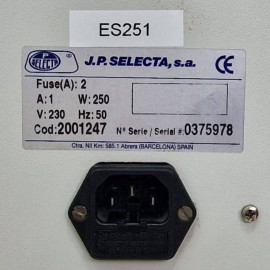 ES251
SELECTA
J.P. SELECTA, s.a.
CE
Fuse(A): 2
A: 1 W: 250
V: 230 Hz: 50
Cod: 2001247 Nº Serie / Serial #: 0375978
Ctra. NII Km: 585.1 Abrera (BARCELONA) SPAIN